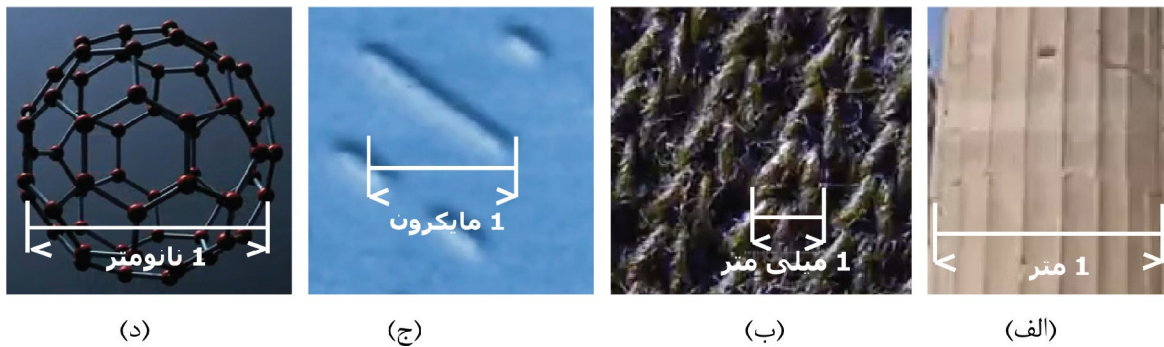 1 متر
1 میلی متر
1 مایکرون
1 نانومتر
(الف)
(ب)
(ج)
(د)